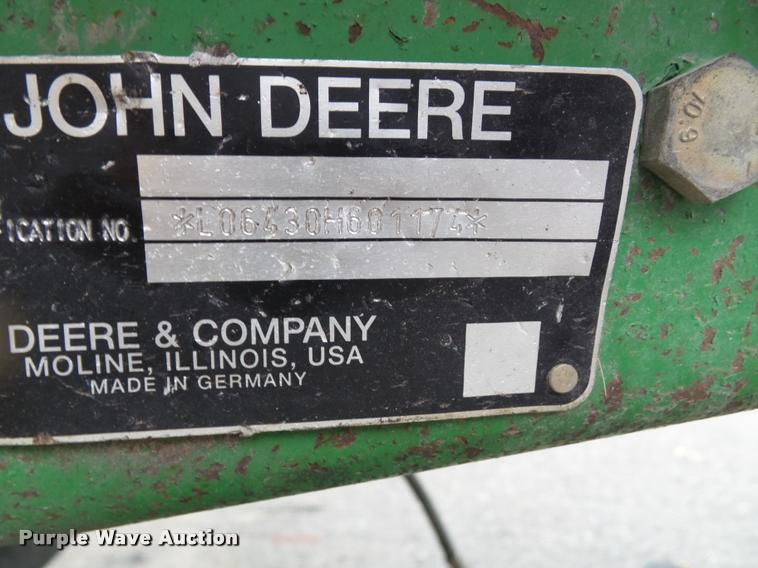 JOHN DEERE
ICATION NO. *L06430H601174*
DEERE & COMPANY
MOLINE, ILLINOIS, USA
MADE IN GERMANY
10.9
Purple Wave Auction